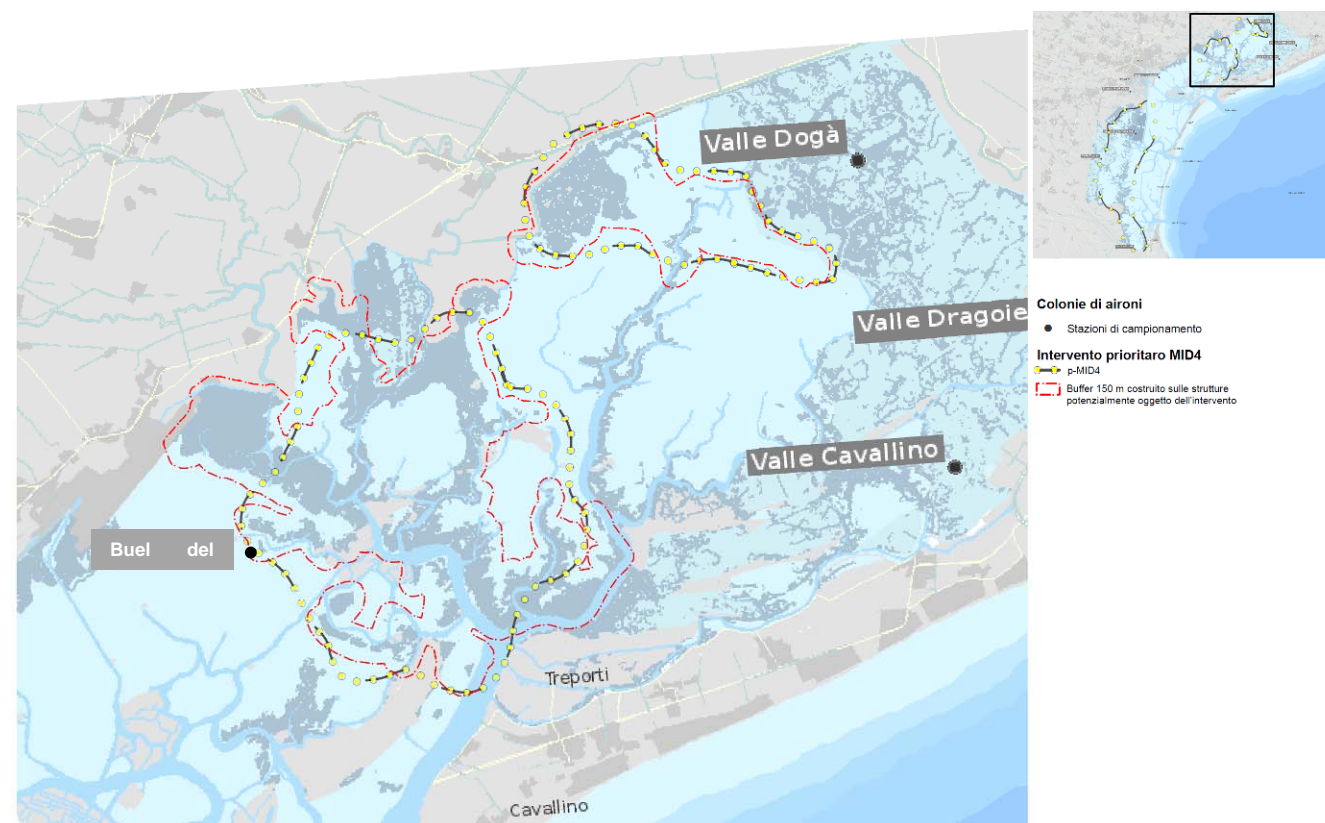 Valle Dogà
Valle Dragoie
Valle Cavallino
Buel del
Treporti
Cavallino
Colonie di aironi
Stazioni di campionamento
Intervento prioritaro MID4
p-MID4
Buffer 150 m costruito sulle strutture
potenzialmente oggetto dell'intervento